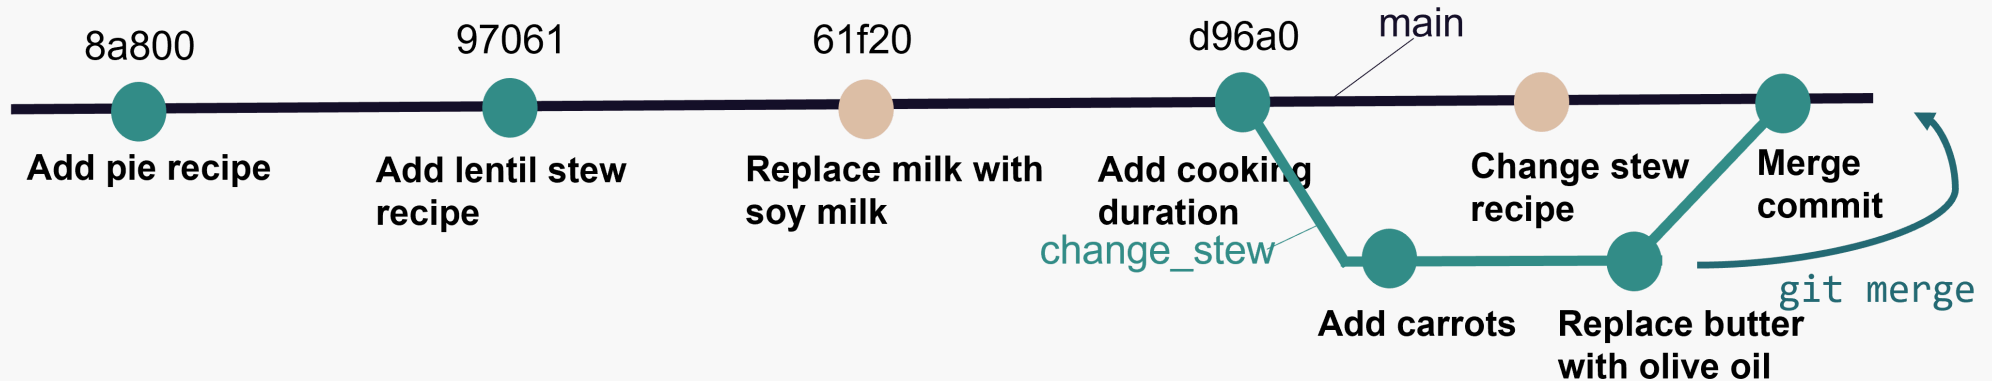 8a800
97061
61f20
d96a0
main
Add pie recipe
Add lentil stew
recipe
Replace milk with
soy milk
Add cooking
duration
Change stew
recipe
Merge
commit
change_stew
git merge
Add carrots
Replace butter
with olive oil